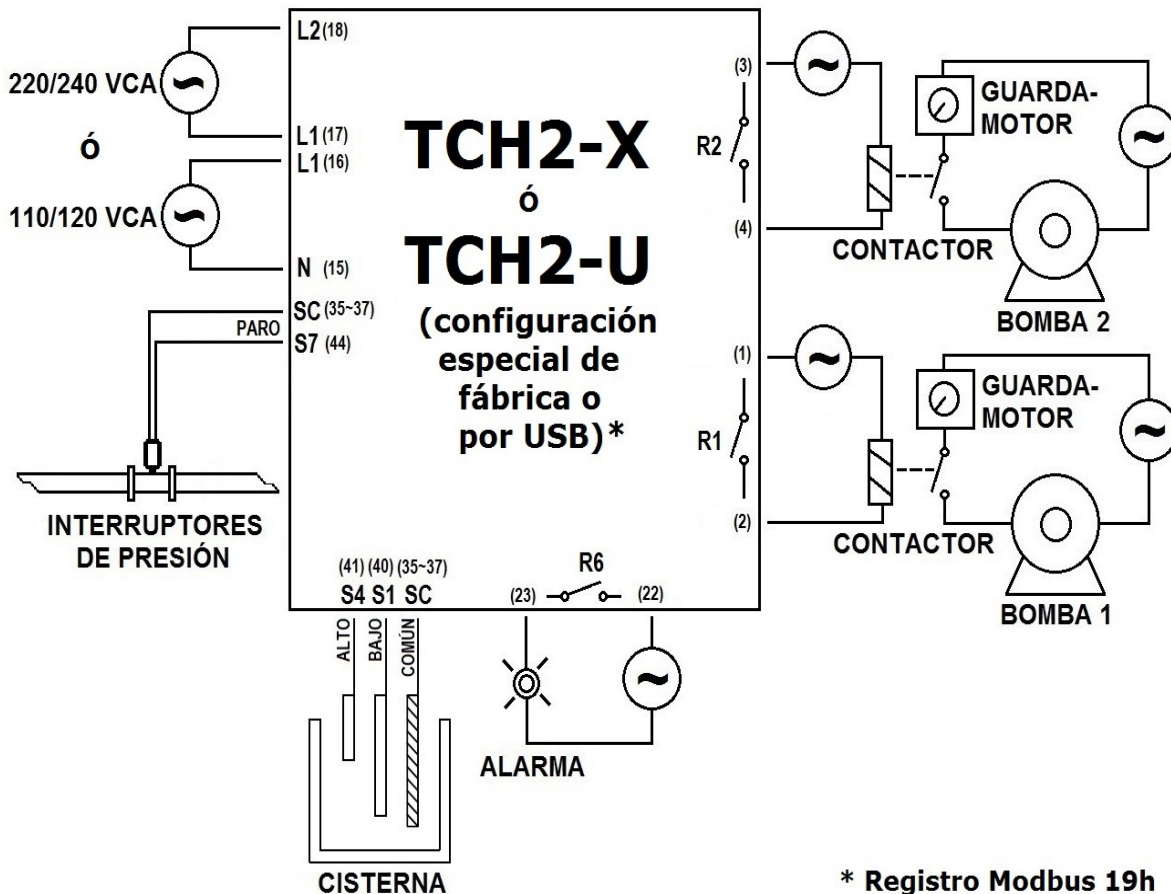 L2 (18)
220/240 VCA
ó
L1 (17)
L1 (16)
110/120 VCA
N (15)
SC (35~37)
PARO
S7 (44)
INTERRUPTORES
DE PRESIÓN
TCH2-X
ó
TCH2-U
(configuración
especial de
fábrica o
por USB)*
(3)
R2
(4)
(1)
R1
(2)
GUARDA-
MOTOR
CONTACTOR
BOMBA 2
GUARDA-
MOTOR
CONTACTOR
BOMBA 1
(41) (40) (35~37)
S4 S1 SC
ALTO
BAJO
COMÚN
CISTERNA
R6
(23)
(22)
ALARMA
* Registro Modbus 19h